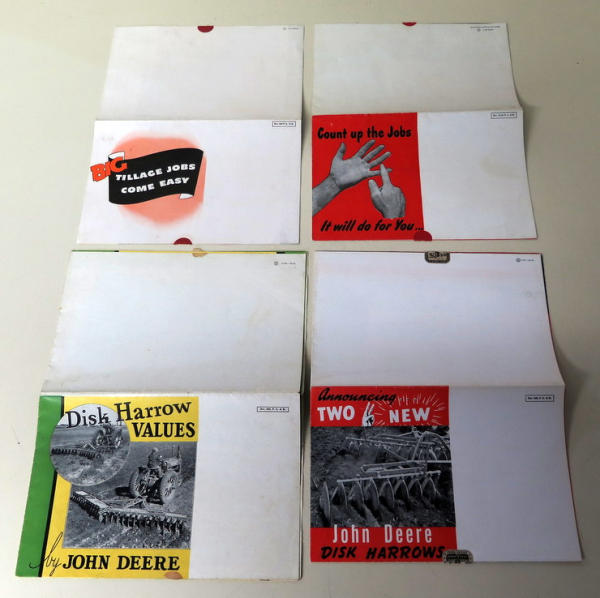 BIG
TILLAGE JOBS
COME EASY
Count up the Jobs
It will do for You...
Disk Harrow
VALUES
by JOHN DEERE
Announcing
TWO NEW
John Deere
DISK HARROWS